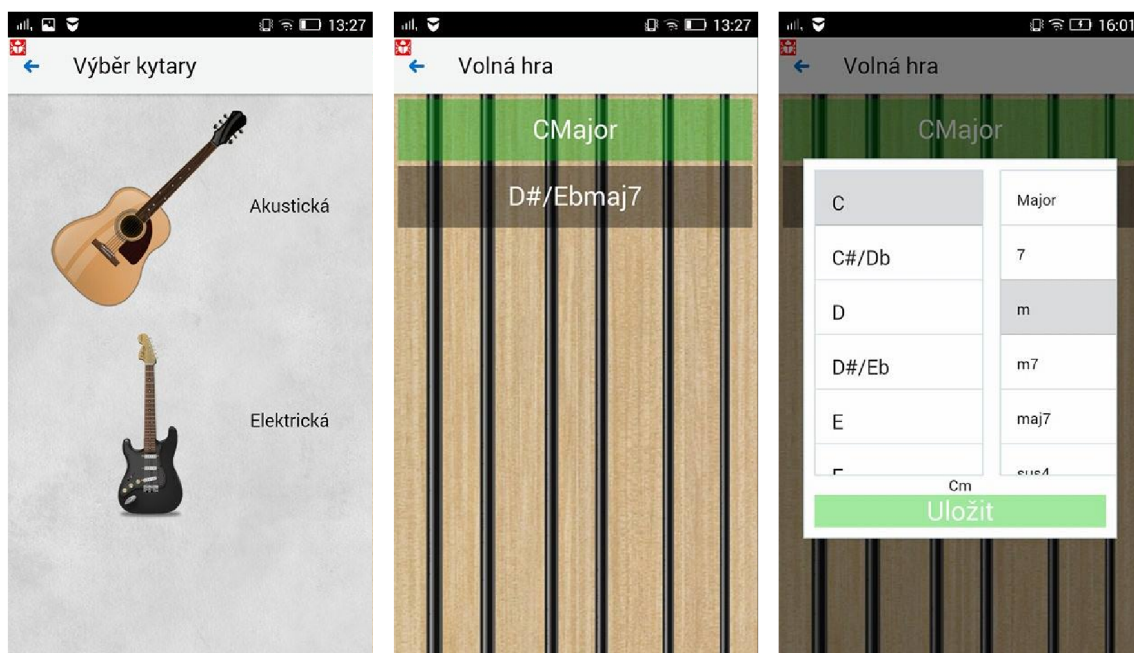 13:27
Výběr kytary
Akustická
Elektrická
13:27
Volná hra
CMajor
D#/Ebmaj7
16:01
Volná hra
CMajor
C
C#/Db
D
D#/Eb
E
F
Major
7
m
m7
maj7
sus4
Cm
Uložit